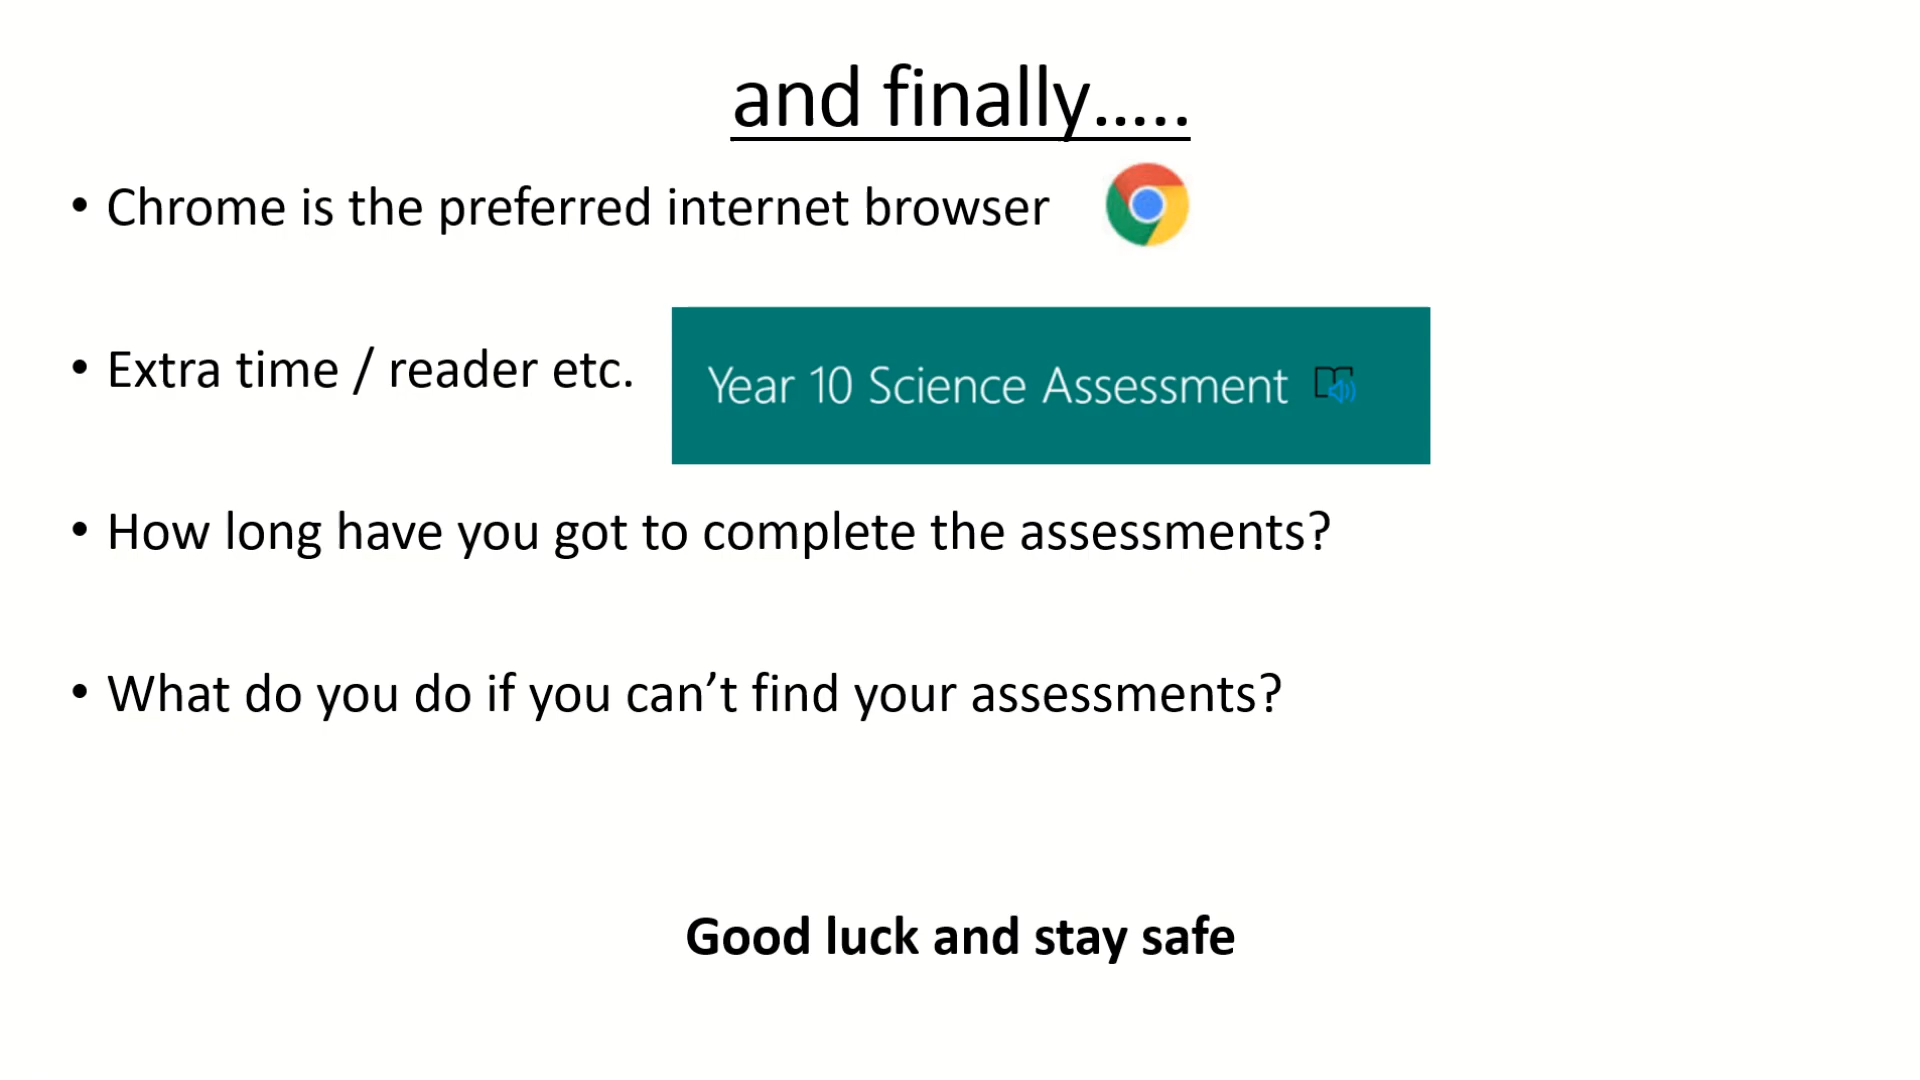 and finally…..
• Chrome is the preferred internet browser
• Extra time / reader etc.
Year 10 Science Assessment
• How long have you got to complete the assessments?
• What do you do if you can’t find your assessments?
Good luck and stay safe